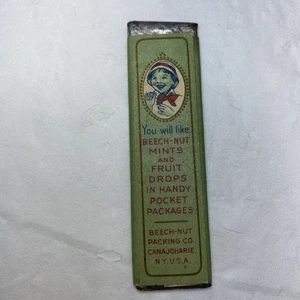 You will like
BEECH-NUT
MINTS
AND
FRUIT
DROPS
IN HANDY
POCKET
PACKAGES
BEECH-NUT
PACKING CO.
CANAJOHARIE,
N.Y. U.S.A.